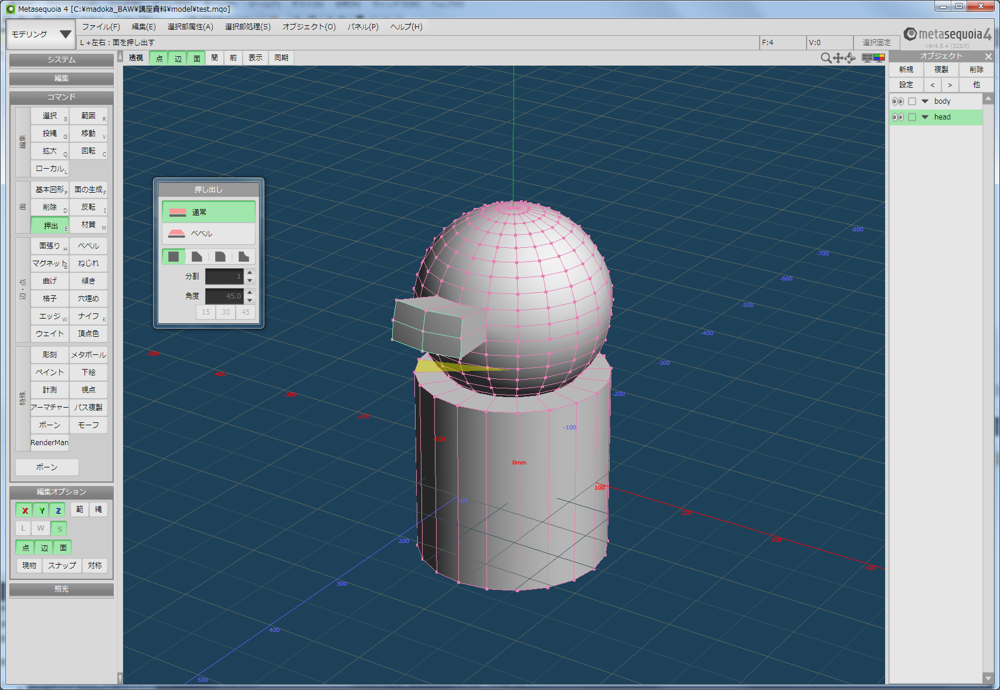 Metasequoia 4 [C:¥madoka_BAW¥講座資料¥model¥test.mqo]
モデリング
ファイル(F) 編集(E) 選択部属性(A) 選択部処理(S) オブジェクト(O) パネル(P) ヘルプ(H)
L+左右：面を押し出す F:4 V:0 選択固定
metasequoia 4
Ver4.5.4 (32bit)
システム
編集
コマンド
編集
選択 S 範囲 R
投縄 G 移動 V
拡大 Q 回転 C
ローカル L
面
基本図形 P 面の生成 F
削除 D 反転 I
押出 E 材質 M
辺・点
面張り H ベベル
マグネット B ねじれ
曲げ 傾き
格子 穴埋め
エッジ W ナイフ K
ウェイト 頂点色
特殊
彫刻 メタボール
ペイント 下絵
計測 視点
アーマチャー パス複製
ボーン モーフ
RenderMan
ボーン
編集オプション
X Y Z 範 縄
L W S
点 辺 面
現物 スナップ 対称
照光
透視 点 辺 面 簡 前 表示 同期
押し出し
通常
ベベル
分割 1
角度 45.0
15 30 45
-800
-700
-600
-500
-400
-300
-200
-100
-500
-400
-300
-200
-100
0mm
100
200
300
400
100
200
300
400
500
オブジェクト
新規 複製 削除
設定 < > 他
body
head